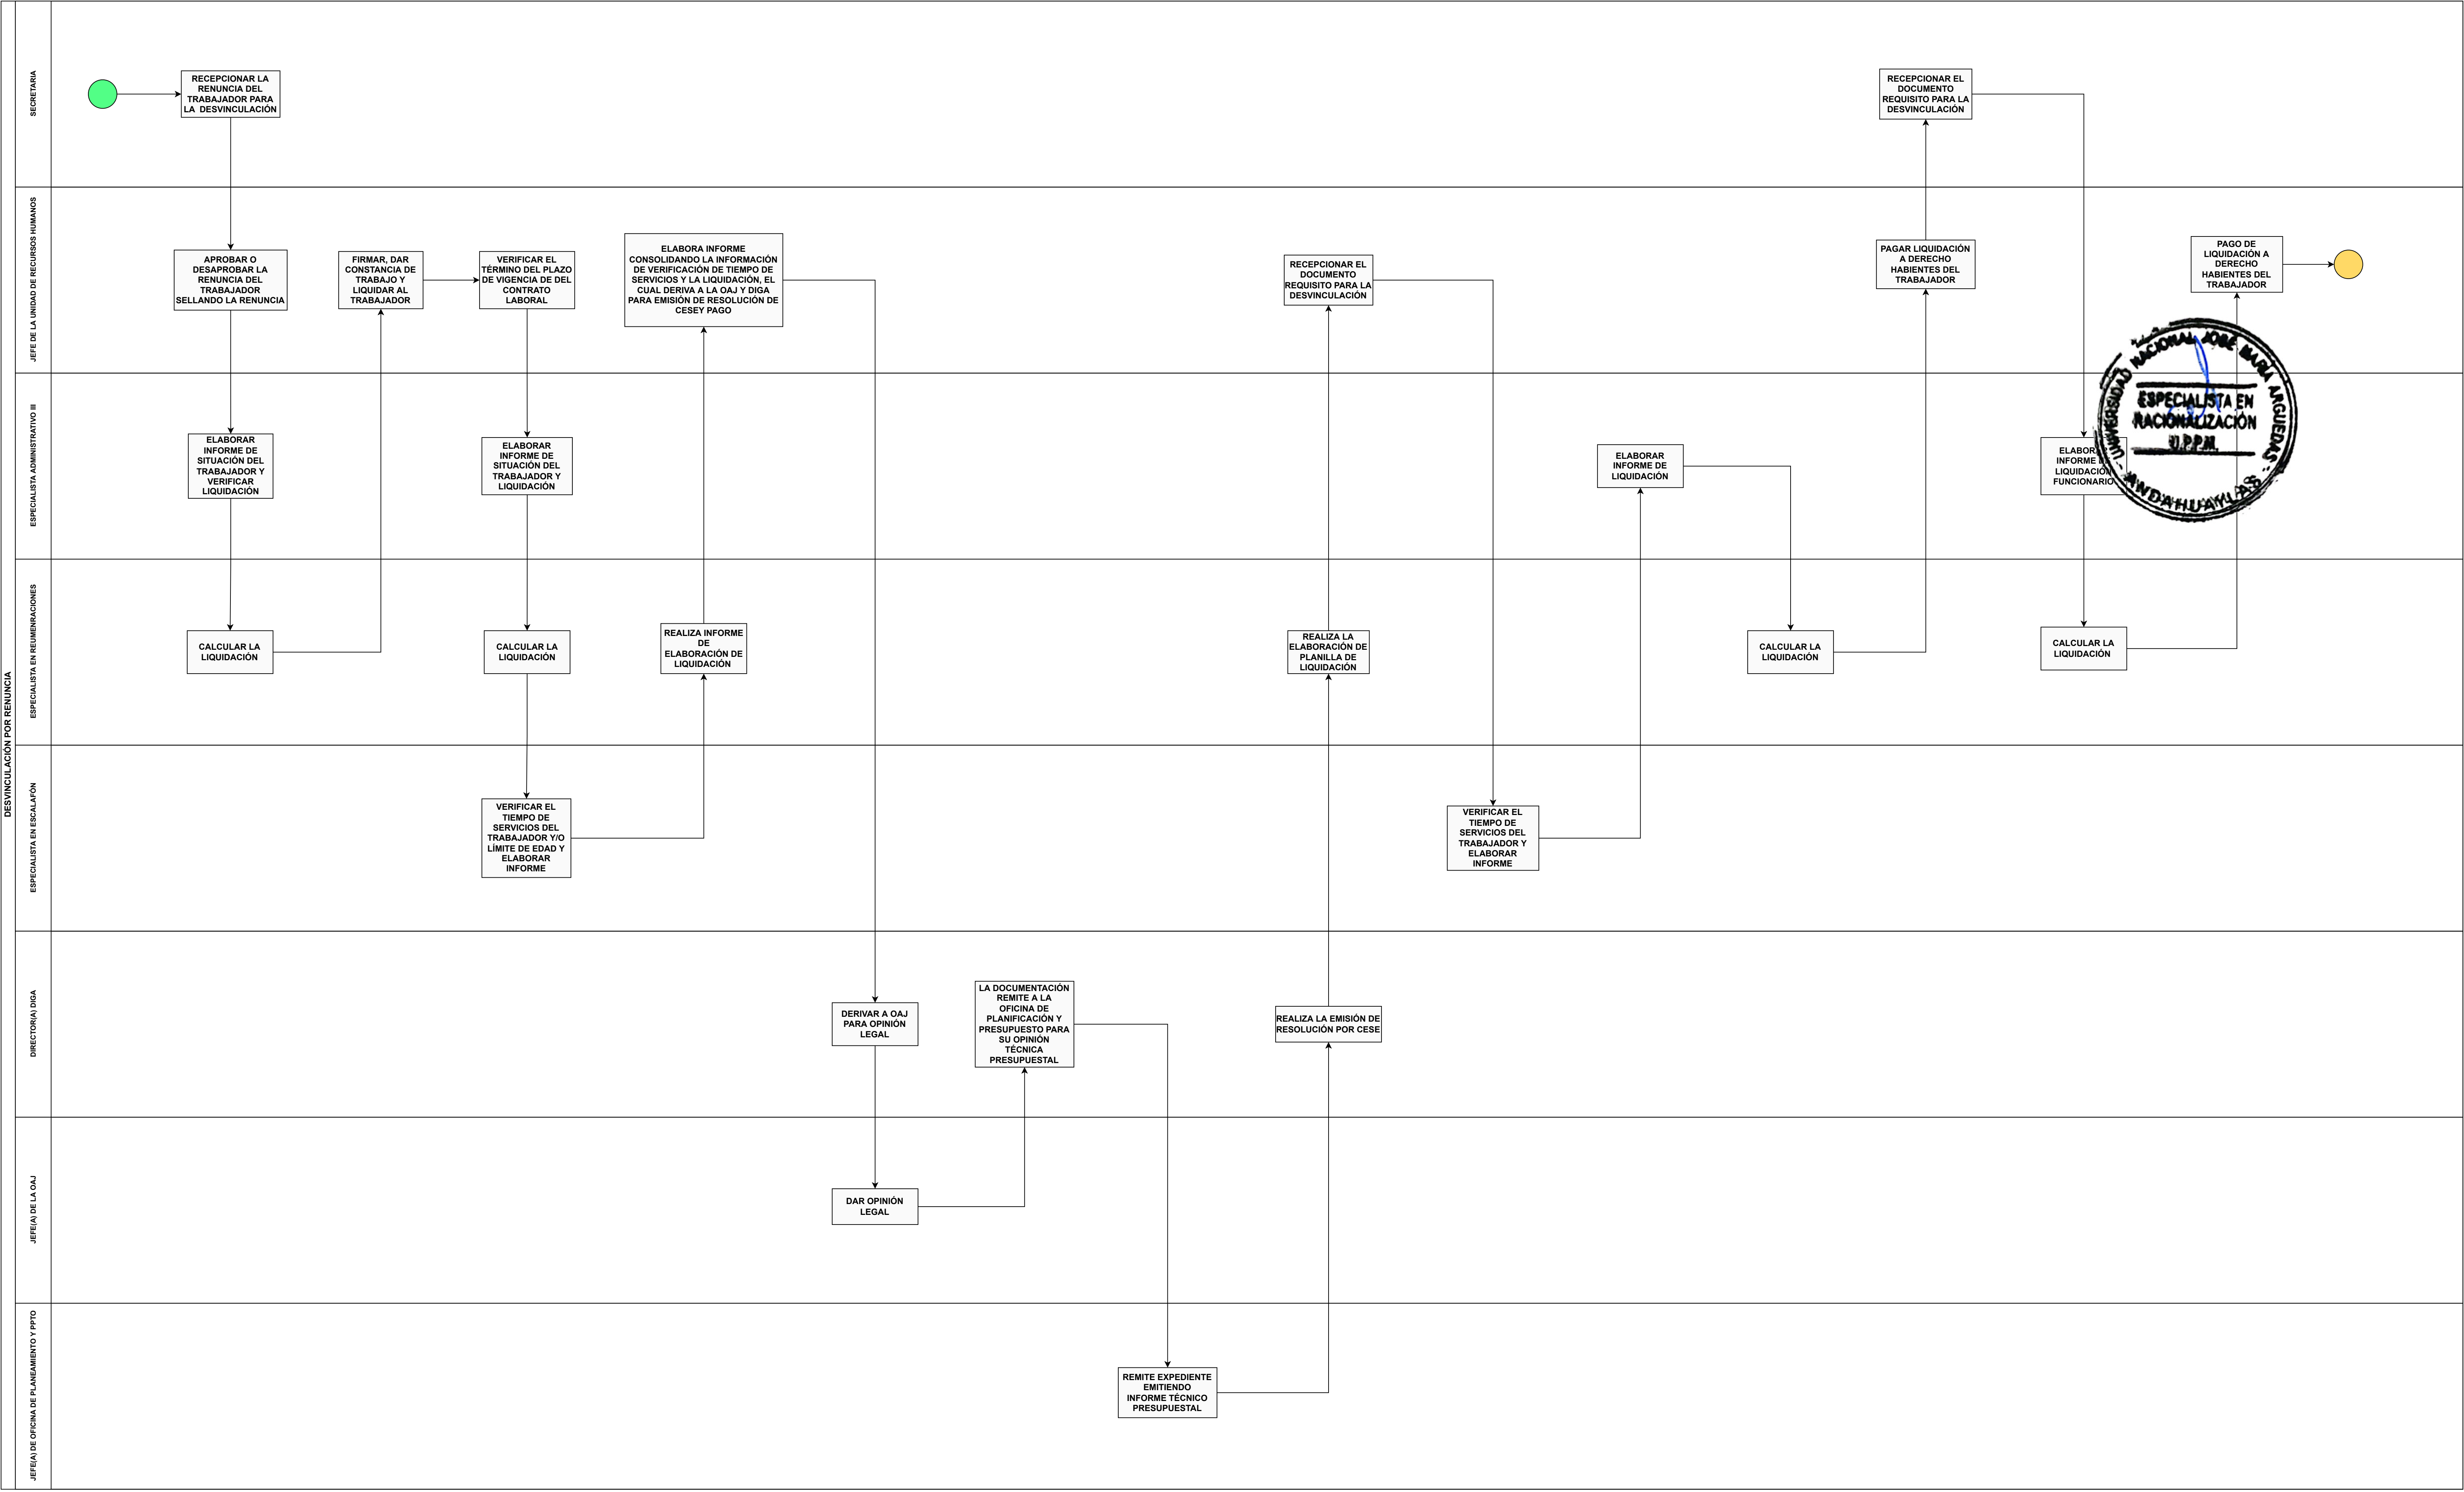 DESVINCULACIÓN POR RENUNCIA
SECRETARIA
RECEPCIONAR LA
RENUNCIA DEL
TRABAJADOR PARA
LA DESVINCULACIÓN
RECEPCIONAR EL
DOCUMENTO
REQUISITO PARA LA
DESVINCULACIÓN
JEFE DE LA UNIDAD DE RECURSOS HUMANOS
APROBAR O
DESAPROBAR LA
RENUNCIA DEL
TRABAJADOR
SELLANDO LA RENUNCIA
FIRMAR, DAR
CONSTANCIA DE
TRABAJO Y
LIQUIDAR AL
TRABAJADOR
VERIFICAR EL
TÉRMINO DEL PLAZO
DE VIGENCIA DE DEL
CONTRATO
LABORAL
ELABORA INFORME
CONSOLIDANDO LA INFORMACIÓN
DE VERIFICACIÓN DE TIEMPO DE
SERVICIOS Y LA LIQUIDACIÓN, EL
CUAL DERIVA A LA OAJ Y DIGA
PARA EMISIÓN DE RESOLUCIÓN DE
CESEY PAGO
RECEPCIONAR EL
DOCUMENTO
REQUISITO PARA LA
DESVINCULACIÓN
PAGAR LIQUIDACIÓN
A DERECHO
HABIENTES DEL
TRABAJADOR
PAGO DE
LIQUIDACIÓN A
DERECHO
HABIENTES DEL
TRABAJADOR
ESPECIALISTA ADMINISTRATIVO III
ELABORAR
INFORME DE
SITUACIÓN DEL
TRABAJADOR Y
VERIFICAR
LIQUIDACIÓN
ELABORAR
INFORME DE
SITUACIÓN DEL
TRABAJADOR Y
LIQUIDACIÓN
ELABORAR
INFORME DE
LIQUIDACIÓN
ELABORAR
INFORME DE
LIQUIDACIÓN
FUNCIONARIO
UNIVERSIDAD NACIONAL JOSÉ MARÍA ARGUEDAS -
ESPECIALISTA EN
RACIONALIZACIÓN
U.P.P.M.
- ANDAHUAYLAS
ESPECIALISTA EN REUMENRACIONES
CALCULAR LA
LIQUIDACIÓN
CALCULAR LA
LIQUIDACIÓN
REALIZA INFORME
DE
ELABORACIÓN DE
LIQUIDACIÓN
REALIZA LA
ELABORACIÓN DE
PLANILLA DE
LIQUIDACIÓN
CALCULAR LA
LIQUIDACIÓN
CALCULAR LA
LIQUIDACIÓN
ESPECIALISTA EN ESCALAFÓN
VERIFICAR EL
TIEMPO DE
SERVICIOS DEL
TRABAJADOR Y/O
LÍMITE DE EDAD Y
ELABORAR
INFORME
VERIFICAR EL
TIEMPO DE
SERVICIOS DEL
TRABAJADOR Y
ELABORAR
INFORME
DIRECTOR(A) DIGA
DERIVAR A OAJ
PARA OPINIÓN
LEGAL
LA DOCUMENTACIÓN
REMITE A LA
OFICINA DE
PLANIFICACIÓN Y
PRESUPUESTO PARA
SU OPINIÓN
TÉCNICA
PRESUPUESTAL
REALIZA LA EMISIÓN DE
RESOLUCIÓN POR CESE
JEFE(A) DE LA OAJ
DAR OPINIÓN
LEGAL
JEFE(A) DE OFICINA DE PLANEAMIENTO Y PPTO
REMITE EXPEDIENTE
EMITIENDO
INFORME TÉCNICO
PRESUPUESTAL